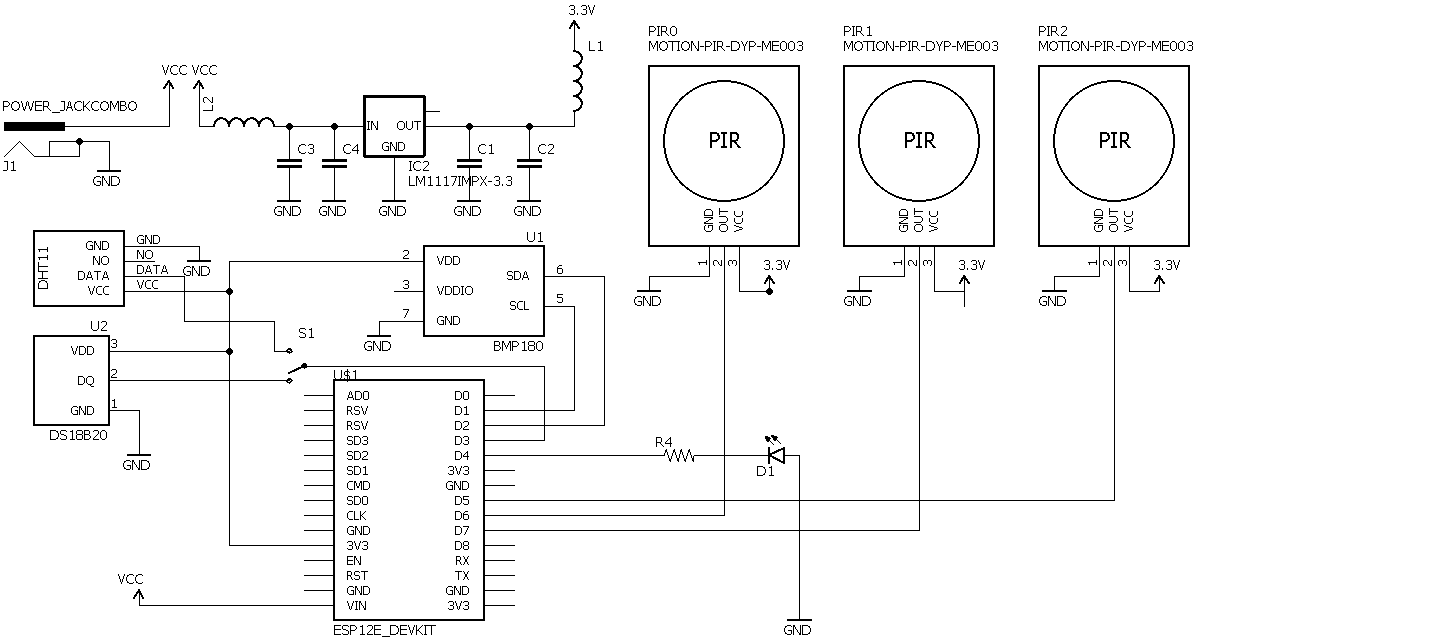 3.3V
L1
PIR0
MOTION-PIR-DYP-ME003
PIR1
MOTION-PIR-DYP-ME003
PIR2
MOTION-PIR-DYP-ME003
VCC VCC
POWER_JACKCOMBO
J1
GND
L2
C3
C4
IN OUT
GND
IC2
LM1117IMPX-3.3
C1
C2
GND
GND
GND
GND
GND
PIR
GND
OUT
VCC
1
2
3
GND
3.3V
PIR
GND
OUT
VCC
1
2
3
GND
3.3V
PIR
GND
OUT
VCC
1
2
3
GND
3.3V
DHT11
GND
NO
DATA
VCC
GND
NO
DATA
VCC
GND
U1
2 VDD
3 VDDIO
7 GND
SDA 6
SCL 5
GND
BMP180
U2
VDD 3
DQ 2
GND 1
DS18B20
GND
S1
U$1
AD0 D0
RSV D1
RSV D2
SD3 D3
SD2 D4
SD1 3V3
CMD GND
SD0 D5
CLK D6
GND D7
3V3 D8
EN RX
RST TX
GND GND
VIN 3V3
ESP12E_DEVKIT
VCC
R4
D1
GND